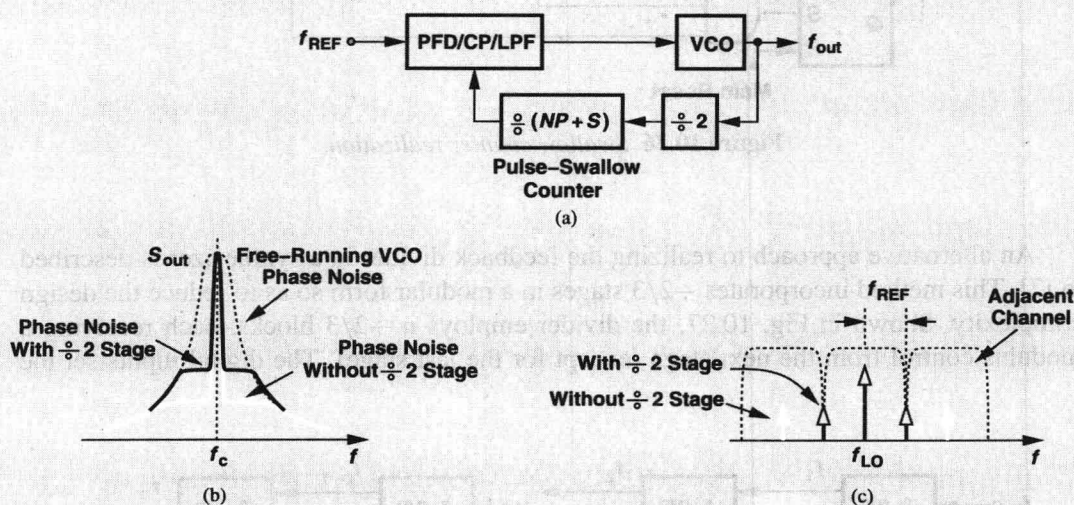 f_REF
PFD/CP/LPF
VCO
f_out
÷ (NP + S)
÷ 2
Pulse–Swallow
Counter
(a)
S_out
Free–Running VCO
Phase Noise
Phase Noise
With ÷ 2 Stage
Phase Noise
Without ÷ 2 Stage
f_c
f
(b)
f_REF
Adjacent
Channel
With ÷ 2 Stage
Without ÷ 2 Stage
f_LO
f
(c)